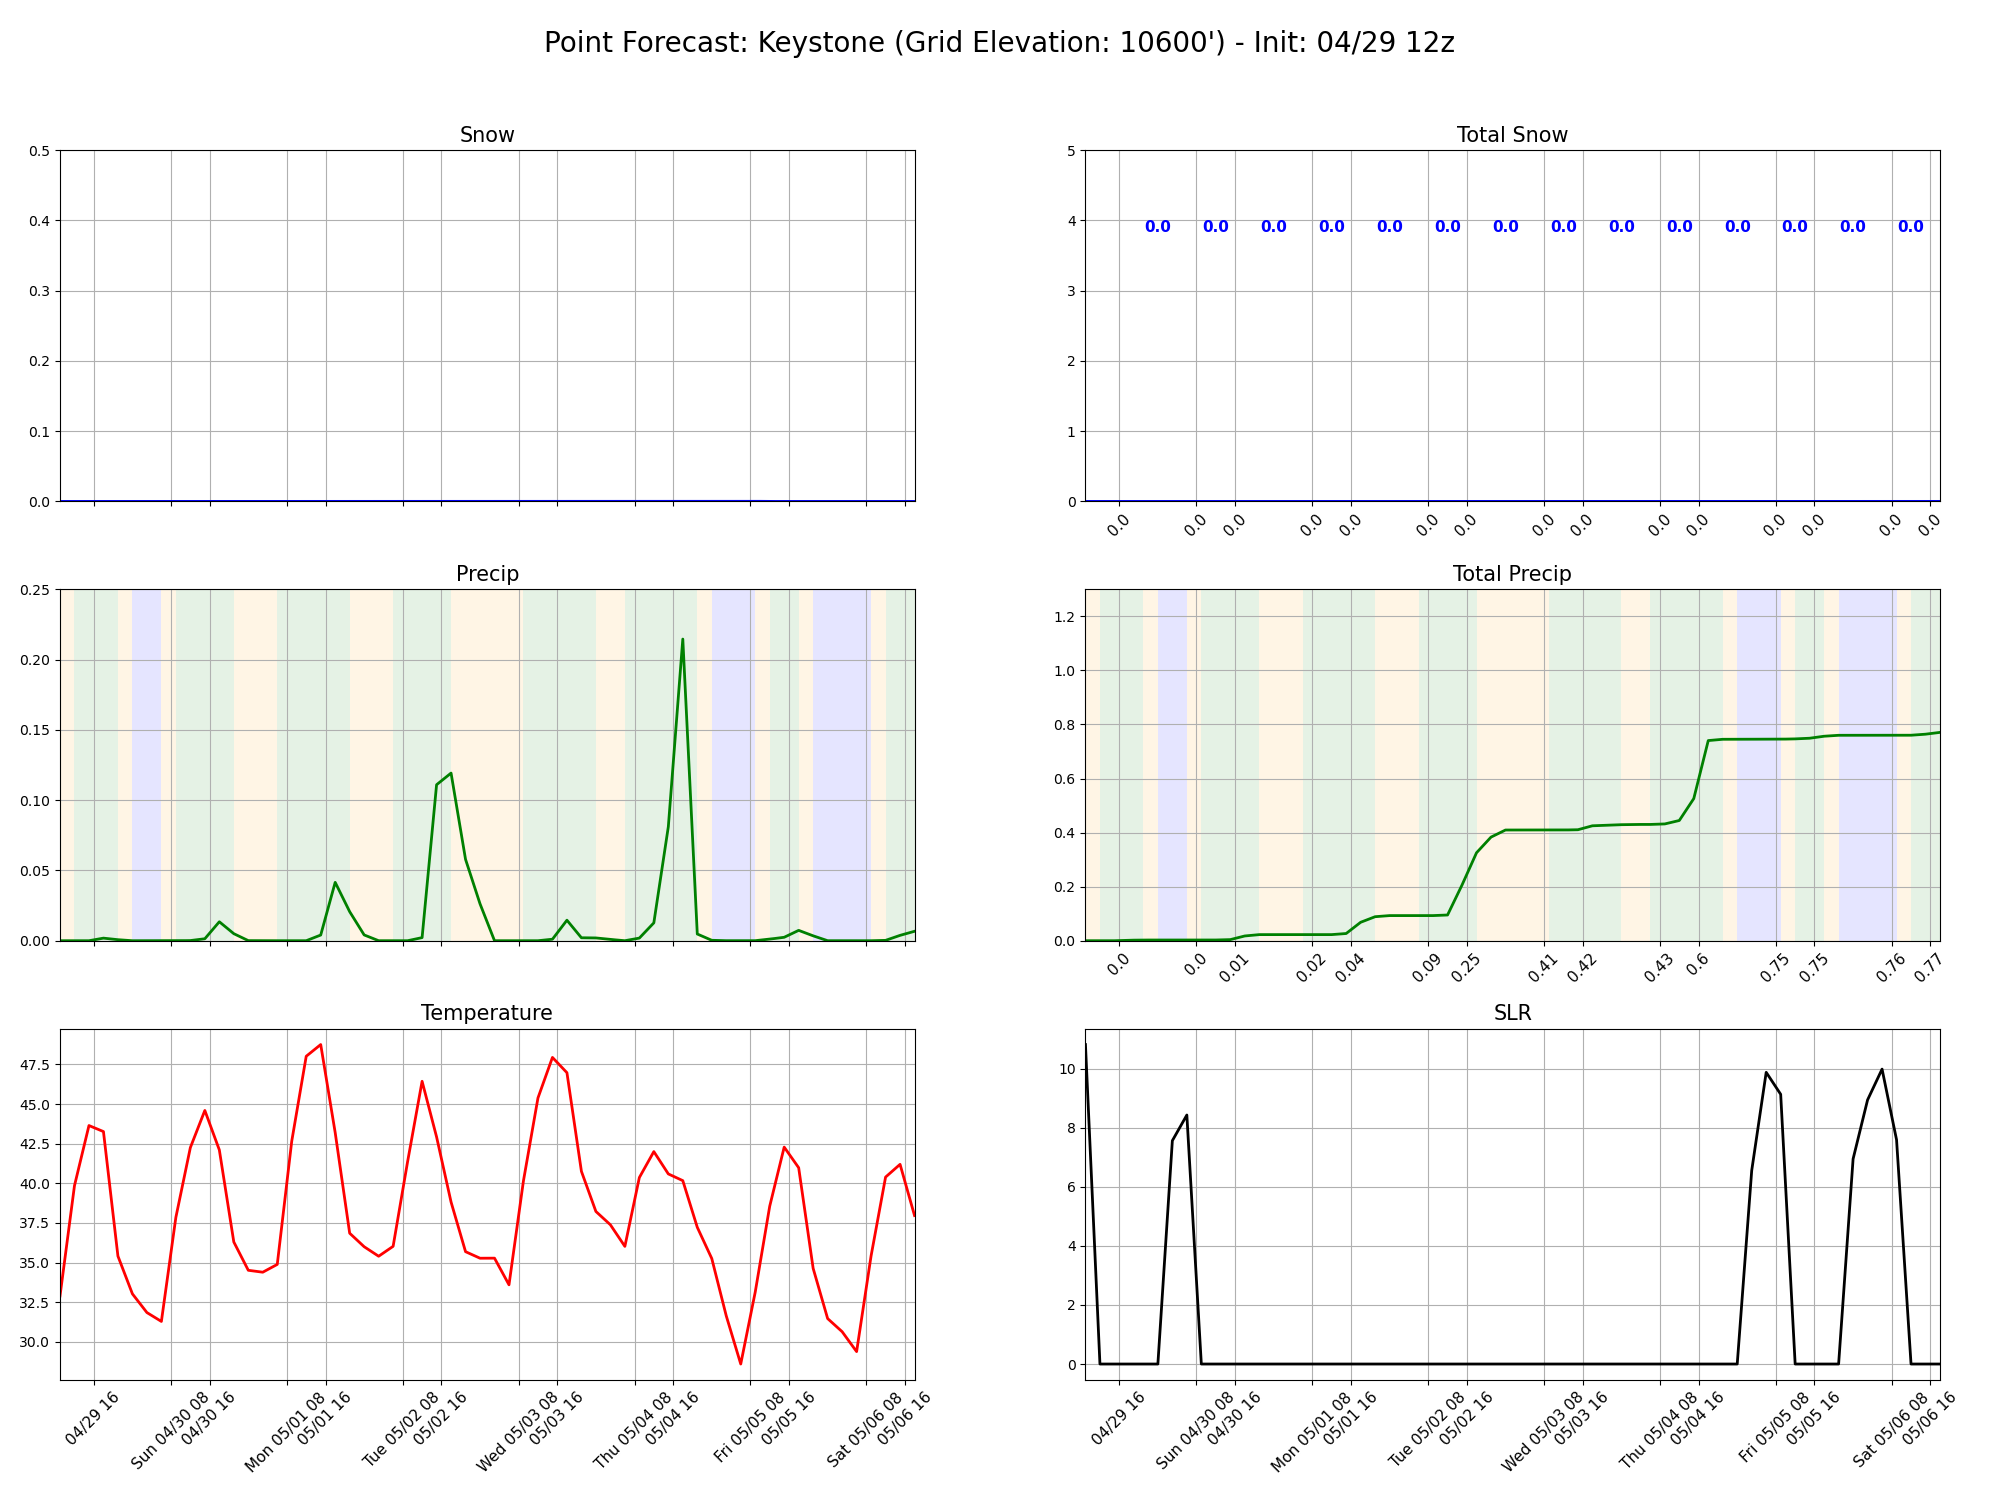 Point Forecast: Keystone (Grid Elevation: 10600') - Init: 04/29 12z
Snow
0.5
0.4
0.3
0.2
0.1
0.0
Total Snow
5
4
3
2
1
0
0.0 0.0 0.0 0.0 0.0 0.0 0.0 0.0 0.0 0.0 0.0 0.0 0.0 0.0
0.0 0.0 0.0 0.0 0.0 0.0 0.0 0.0 0.0 0.0 0.0 0.0 0.0 0.0 0.0
Precip
0.25
0.20
0.15
0.10
0.05
0.00
Total Precip
1.2
1.0
0.8
0.6
0.4
0.2
0.0
0.0 0.0 0.01 0.02 0.04 0.09 0.25 0.41 0.42 0.43 0.6 0.75 0.75 0.76 0.77
Temperature
47.5
45.0
42.5
40.0
37.5
35.0
32.5
30.0
04/29 16
Sun 04/30 08
04/30 16
Mon 05/01 08
05/01 16
Tue 05/02 08
05/02 16
Wed 05/03 08
05/03 16
Thu 05/04 08
05/04 16
Fri 05/05 08
05/05 16
Sat 05/06 08
05/06 16
SLR
10
8
6
4
2
0
04/29 16
Sun 04/30 08
04/30 16
Mon 05/01 08
05/01 16
Tue 05/02 08
05/02 16
Wed 05/03 08
05/03 16
Thu 05/04 08
05/04 16
Fri 05/05 08
05/05 16
Sat 05/06 08
05/06 16